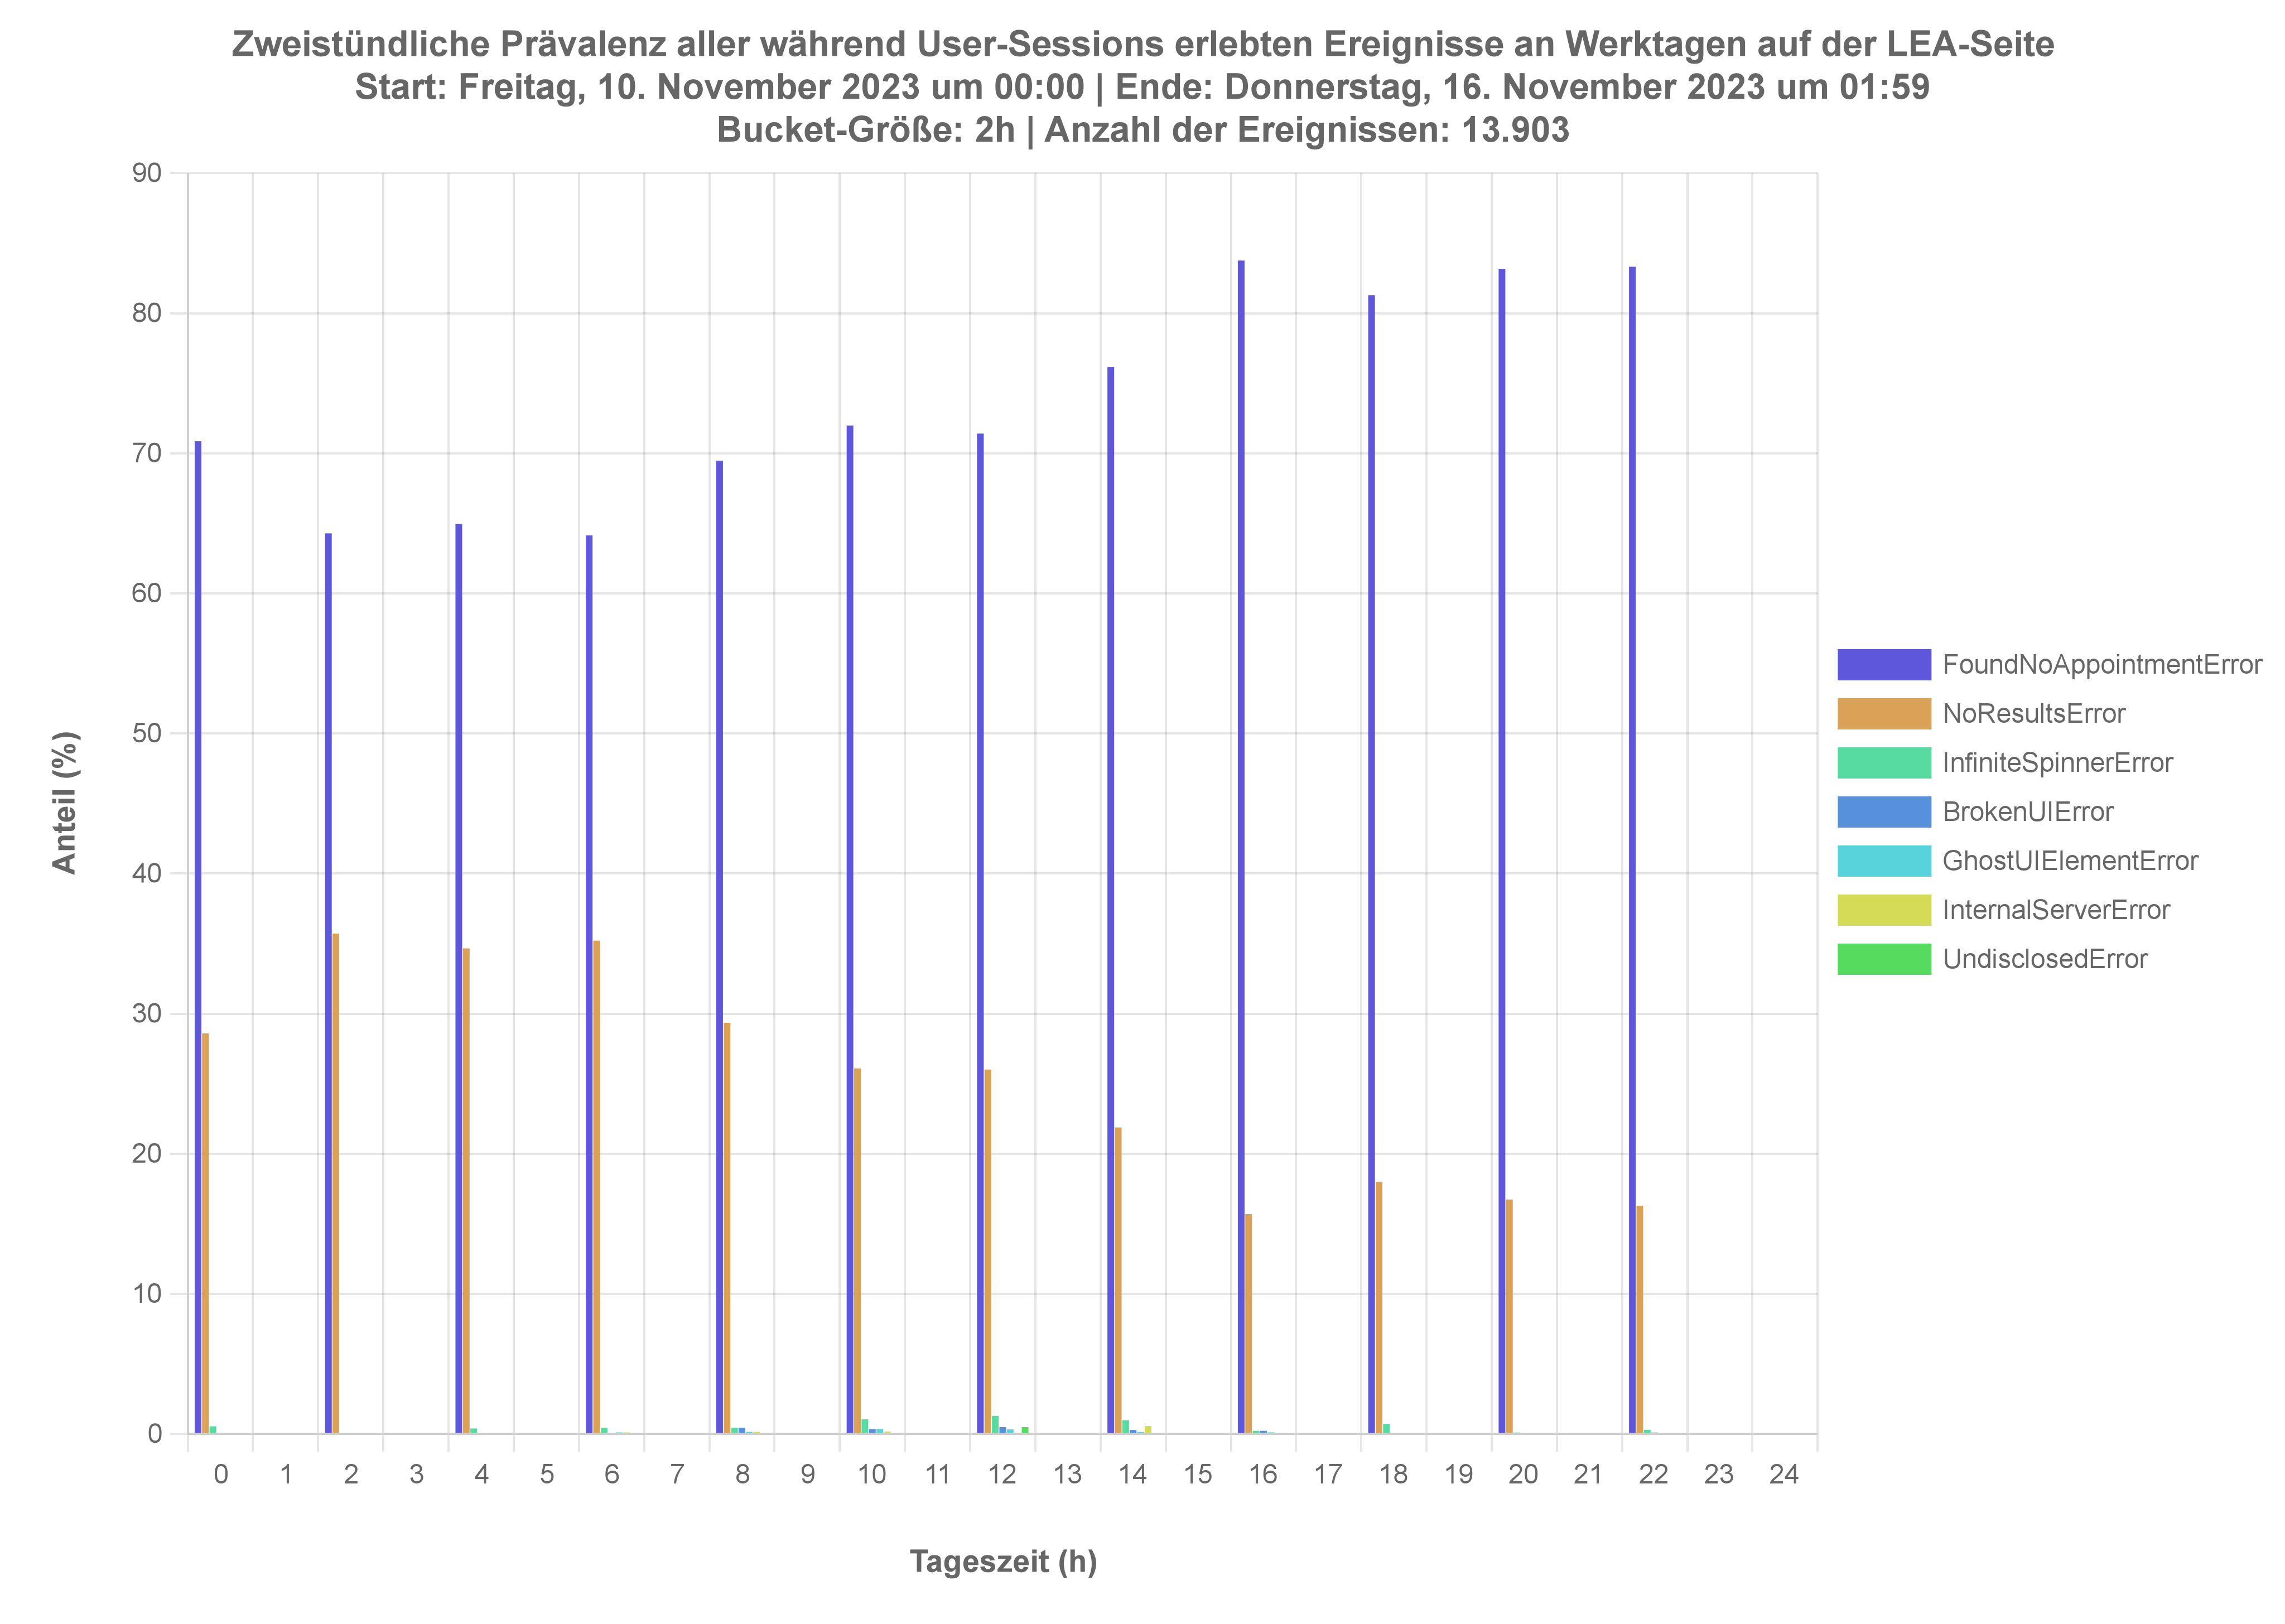 Zweistündliche Prävalenz aller während User-Sessions erlebten Ereignisse an Werktagen auf der LEA-Seite
Start: Freitag, 10. November 2023 um 00:00 | Ende: Donnerstag, 16. November 2023 um 01:59
Bucket-Größe: 2h | Anzahl der Ereignissen: 13.903
90
80
70
60
50
40
30
20
10
0
Anteil (%)
0 1 2 3 4 5 6 7 8 9 10 11 12 13 14 15 16 17 18 19 20 21 22 23 24
Tageszeit (h)
FoundNoAppointmentError
NoResultsError
InfiniteSpinnerError
BrokenUIError
GhostUIElementError
InternalServerError
UndisclosedError